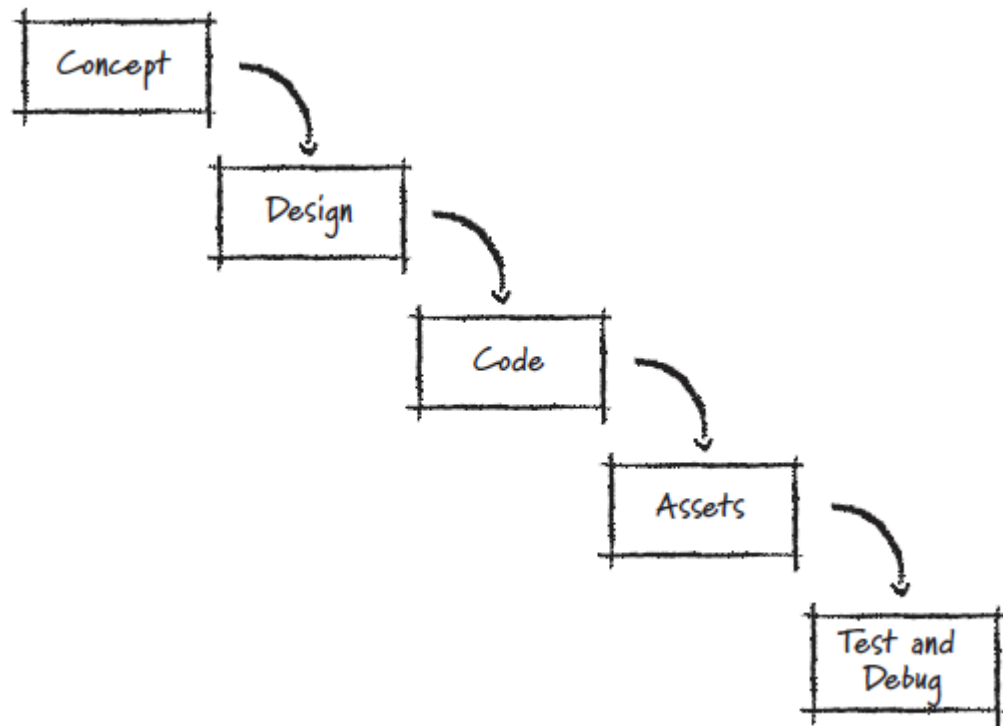 Concept
Design
Code
Assets
Test and
Debug